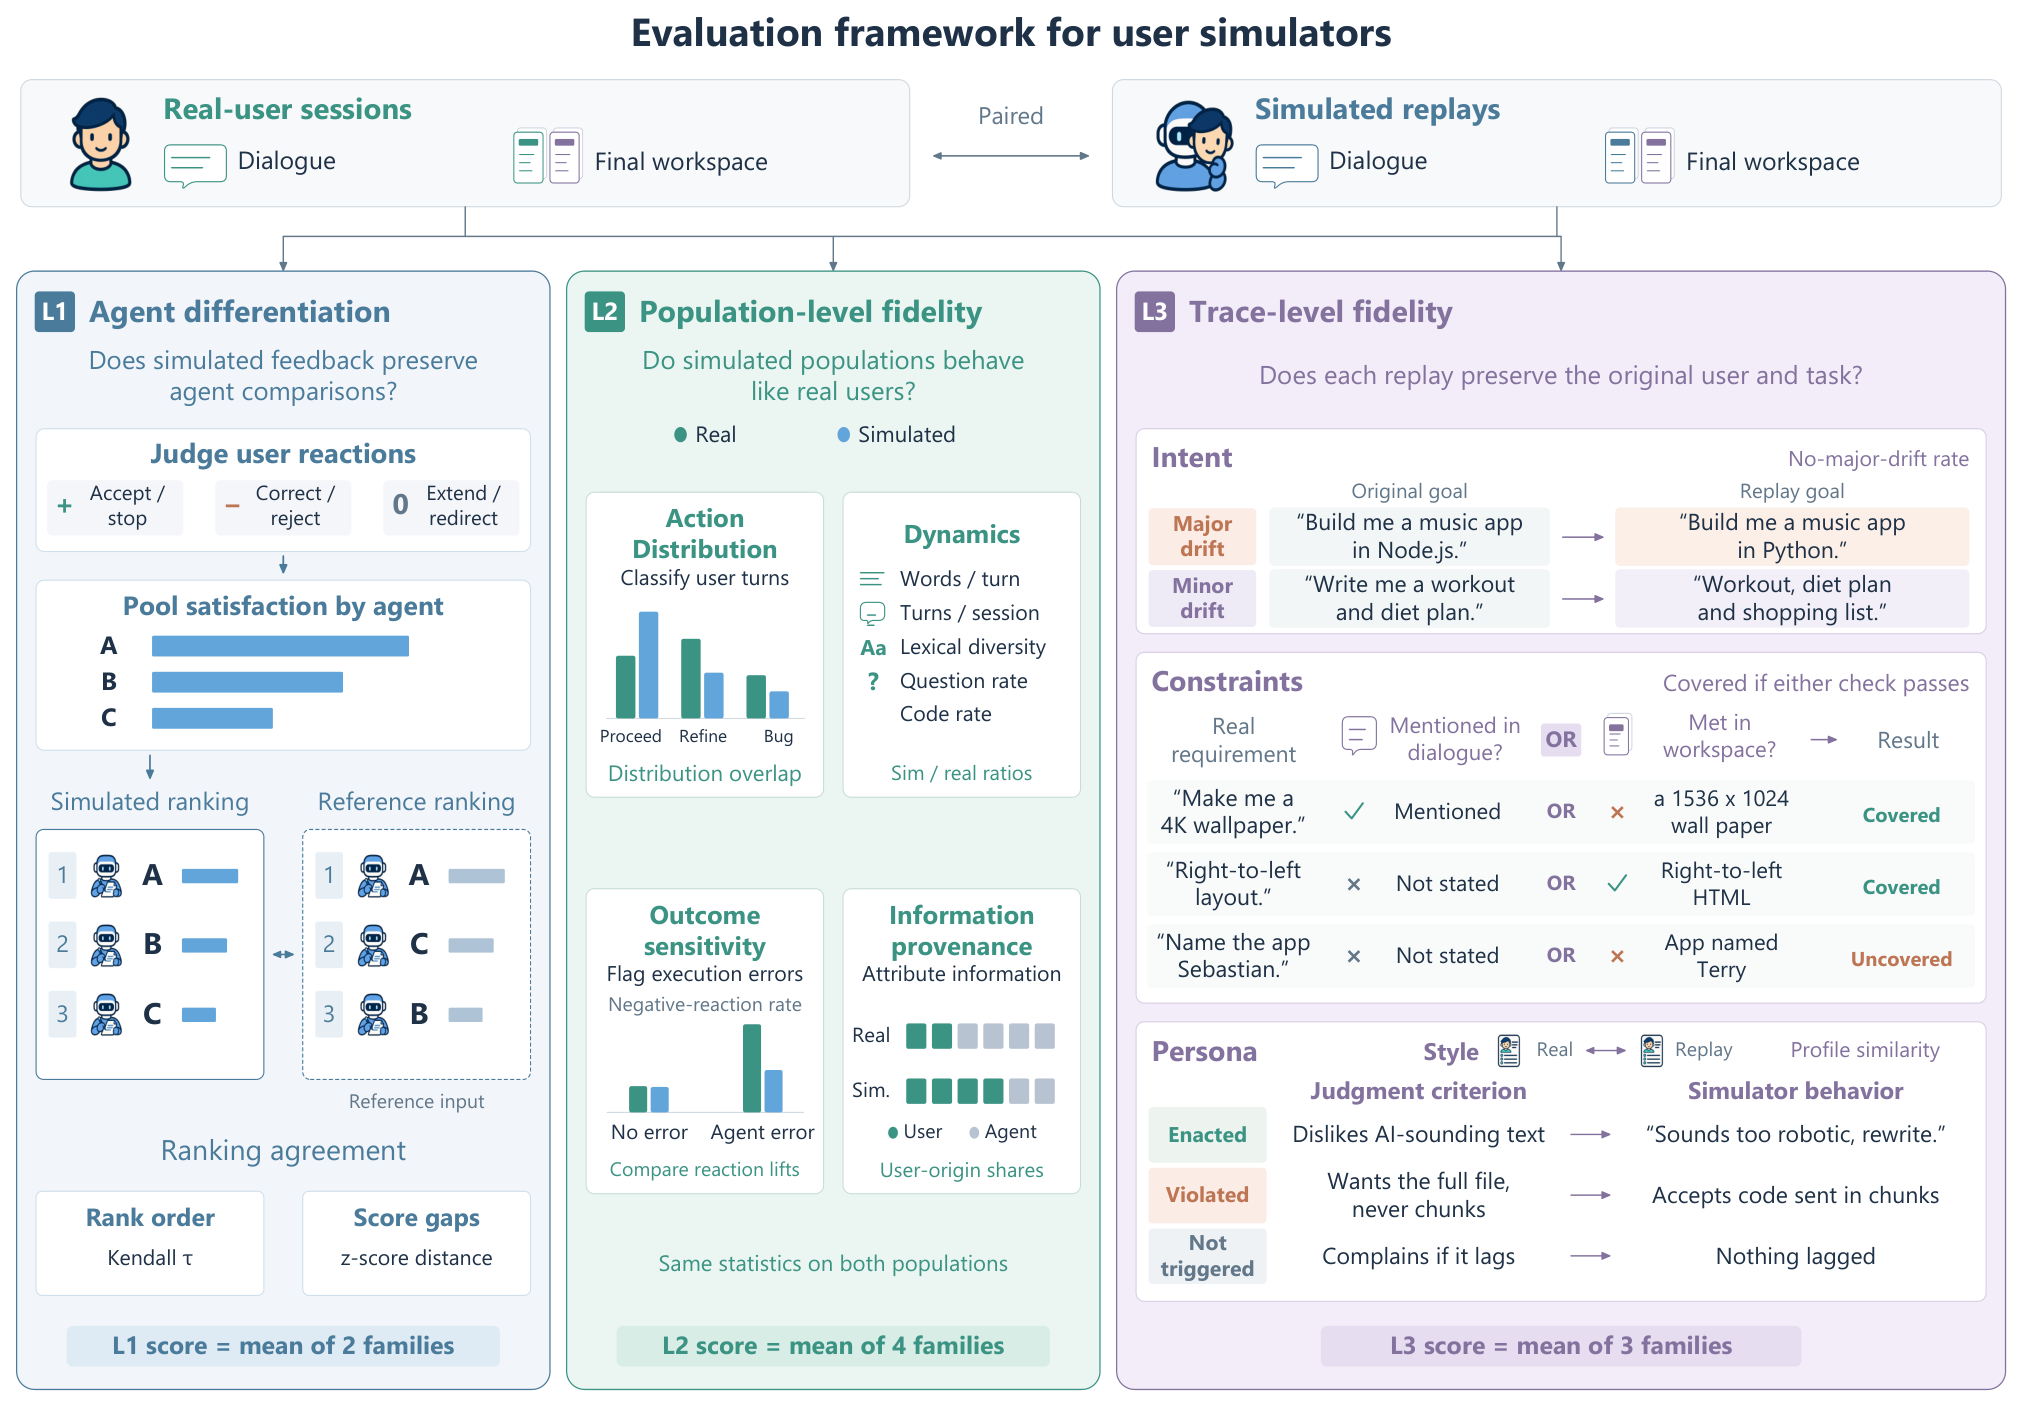 Evaluation framework for user simulators
Real-user sessions
Dialogue
Final workspace
Paired
Simulated replays
Dialogue
Final workspace
L1 Agent differentiation
Does simulated feedback preserve
agent comparisons?
Judge user reactions
+ Accept /
stop
− Correct /
reject
0 Extend /
redirect
Pool satisfaction by agent
A
B
C
Simulated ranking
1 A
2 B
3 C
Reference ranking
1 A
2 C
3 B
Reference input
Ranking agreement
Rank order
Kendall τ
Score gaps
z-score distance
L1 score = mean of 2 families
L2 Population-level fidelity
Do simulated populations behave
like real users?
Real
Simulated
Action
Distribution
Classify user turns
Proceed Refine Bug
Distribution overlap
Dynamics
Words / turn
Turns / session
Aa Lexical diversity
? Question rate
Code rate
Sim / real ratios
Outcome
sensitivity
Flag execution errors
Negative-reaction rate
No error Agent error
Compare reaction lifts
Information
provenance
Attribute information
Real
Sim.
User Agent
User-origin shares
Same statistics on both populations
L2 score = mean of 4 families
L3 Trace-level fidelity
Does each replay preserve the original user and task?
Intent
No-major-drift rate
Original goal
Replay goal
Major
drift
“Build me a music app
in Node.js.”
“Build me a music app
in Python.”
Minor
drift
“Write me a workout
and diet plan.”
“Workout, diet plan
and shopping list.”
Constraints
Covered if either check passes
Real
requirement
Mentioned in
dialogue?
OR
Met in
workspace?
Result
“Make me a
4K wallpaper.”
Mentioned
OR
a 1536 x 1024
wall paper
Covered
“Right-to-left
layout.”
Not stated
OR
Right-to-left
HTML
Covered
“Name the app
Sebastian.”
Not stated
OR
App named
Terry
Uncovered
Persona
Style Real Replay
Profile similarity
Judgment criterion
Simulator behavior
Enacted
Dislikes AI-sounding text
“Sounds too robotic, rewrite.”
Violated
Wants the full file,
never chunks
Accepts code sent in chunks
Not
triggered
Complains if it lags
Nothing lagged
L3 score = mean of 3 families